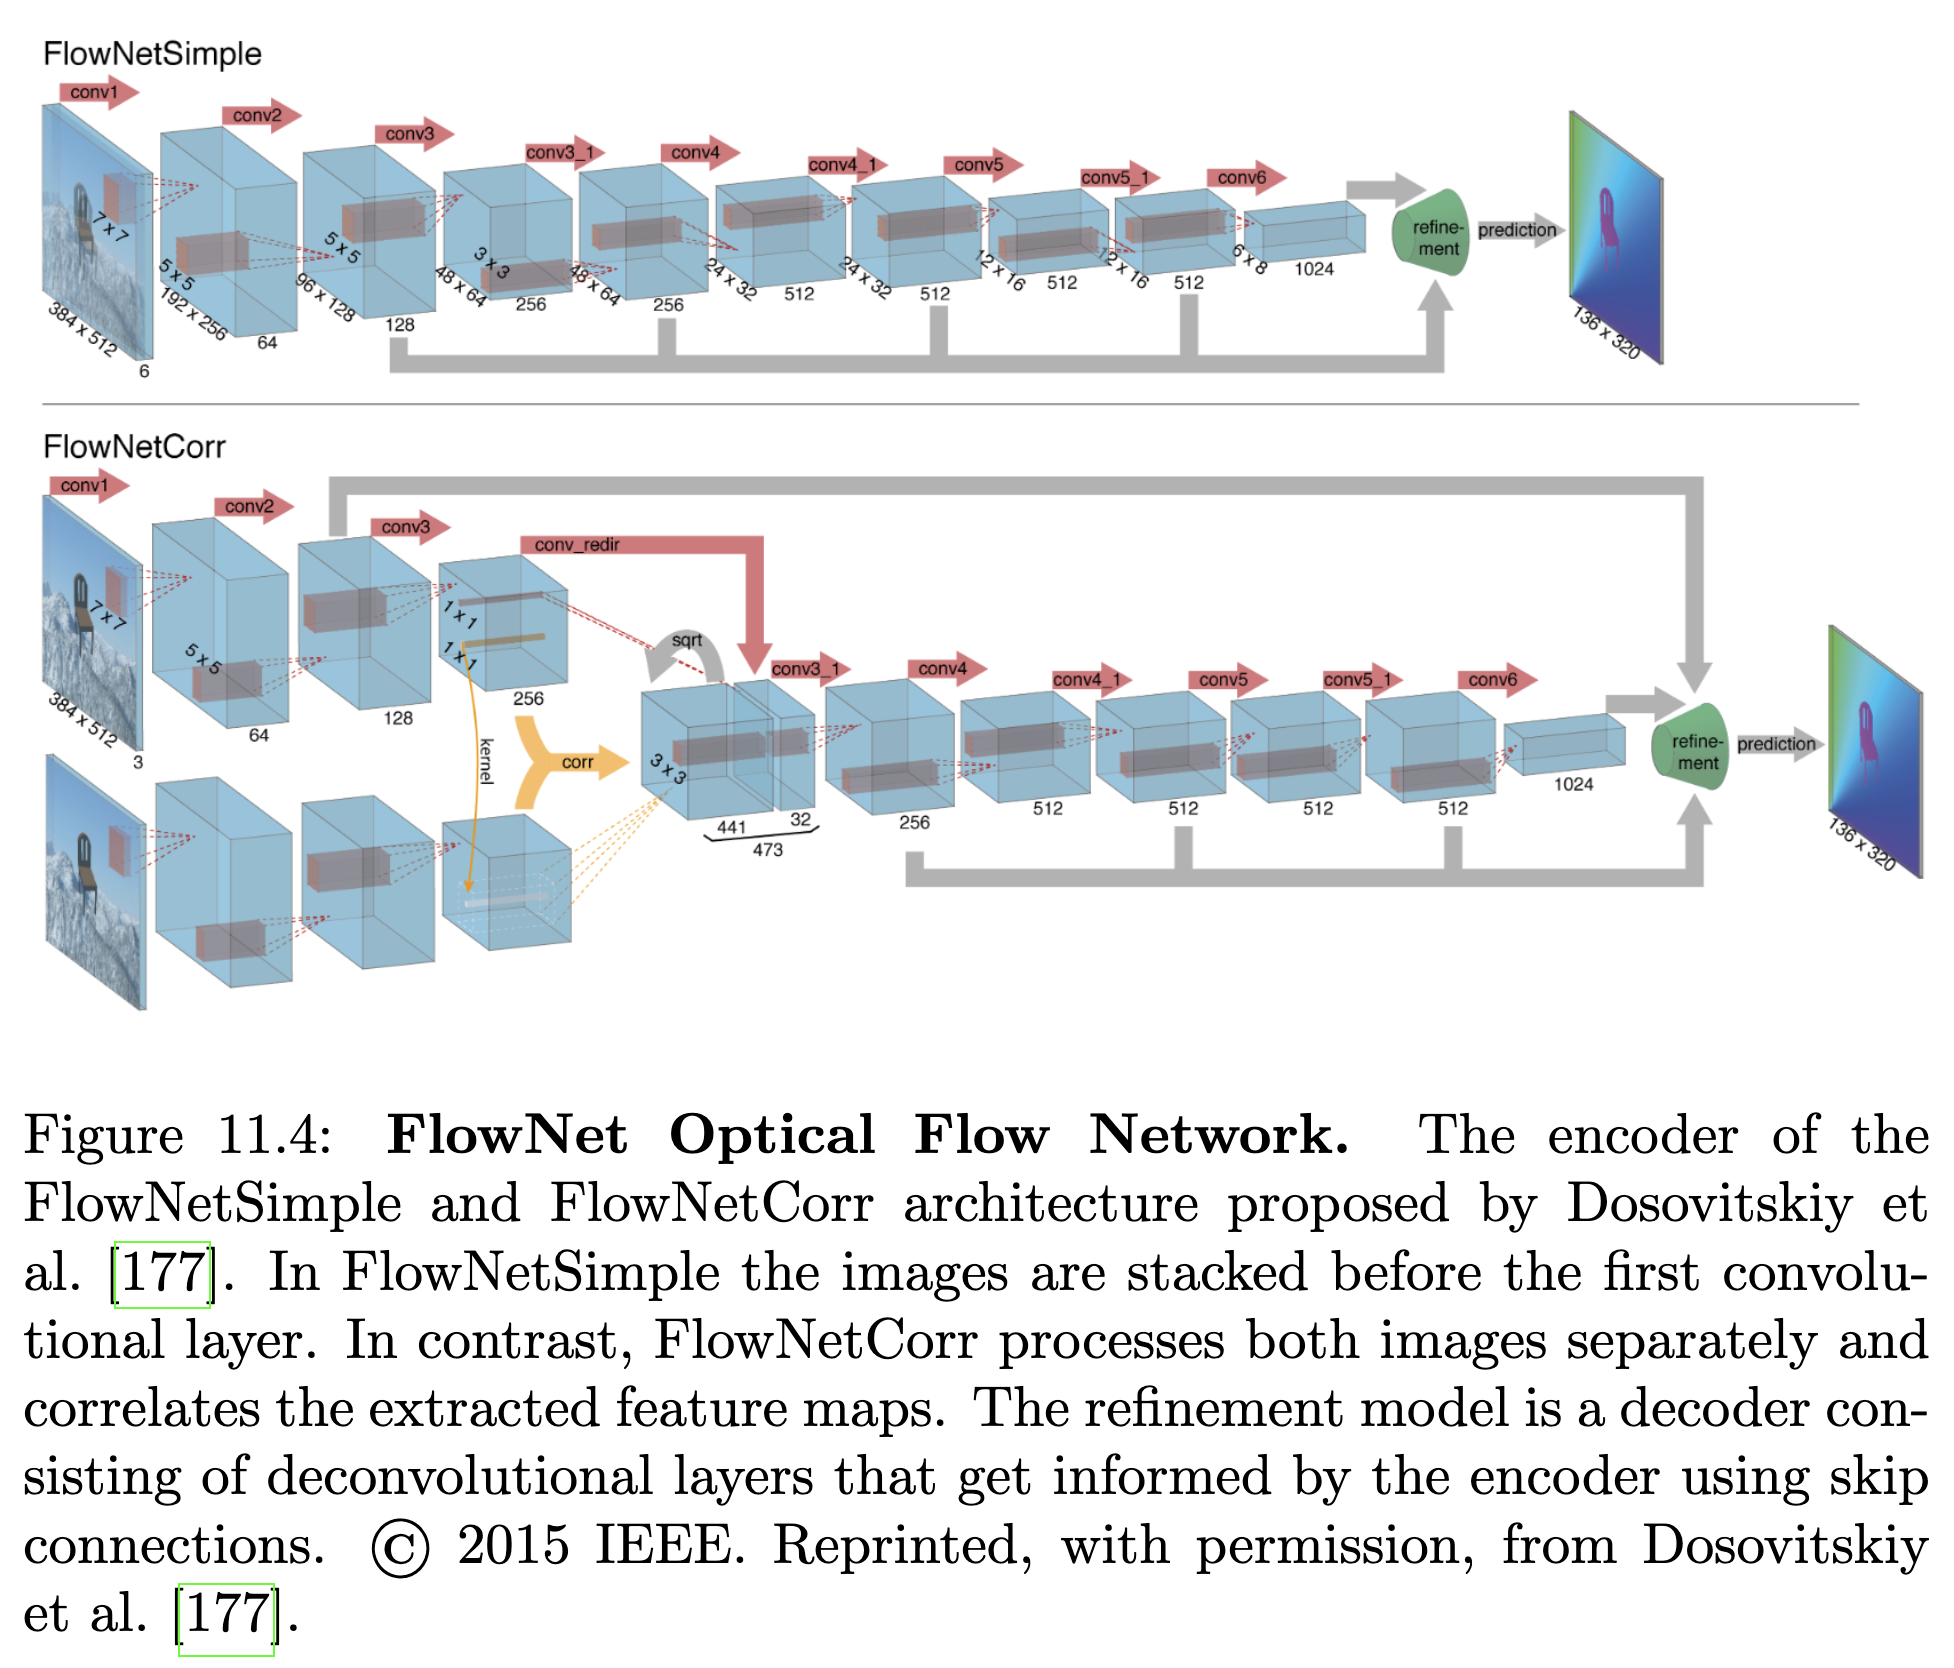 FlowNetSimple
conv1
conv2
conv3
conv3_1
conv4
conv4_1
conv5
conv5_1
conv6
7 x 7
5 x 5
5 x 5
3 x 3
384 x 512
192 x 256
96 x 128
48 x 64
48 x 64
24 x 32
24 x 32
12 x 16
12 x 16
6 x 8
6
64
128
256
256
512
512
512
512
1024
refine-
ment
prediction
136 x 320
FlowNetCorr
conv1
conv2
conv3
conv_redir
sqrt
conv3_1
conv4
conv4_1
conv5
conv5_1
conv6
7 x 7
5 x 5
1 x 1
1 x 1
384 x 512
3
64
128
256
kernel
corr
3 x 3
441
32
473
256
512
512
512
512
1024
refine-
ment
prediction
136 x 320
Figure 11.4: FlowNet Optical Flow Network. The encoder of the
FlowNetSimple and FlowNetCorr architecture proposed by Dosovitskiy et
al. [177]. In FlowNetSimple the images are stacked before the first convolu-
tional layer. In contrast, FlowNetCorr processes both images separately and
correlates the extracted feature maps. The refinement model is a decoder con-
sisting of deconvolutional layers that get informed by the encoder using skip
connections. © 2015 IEEE. Reprinted, with permission, from Dosovitskiy
et al. [177].